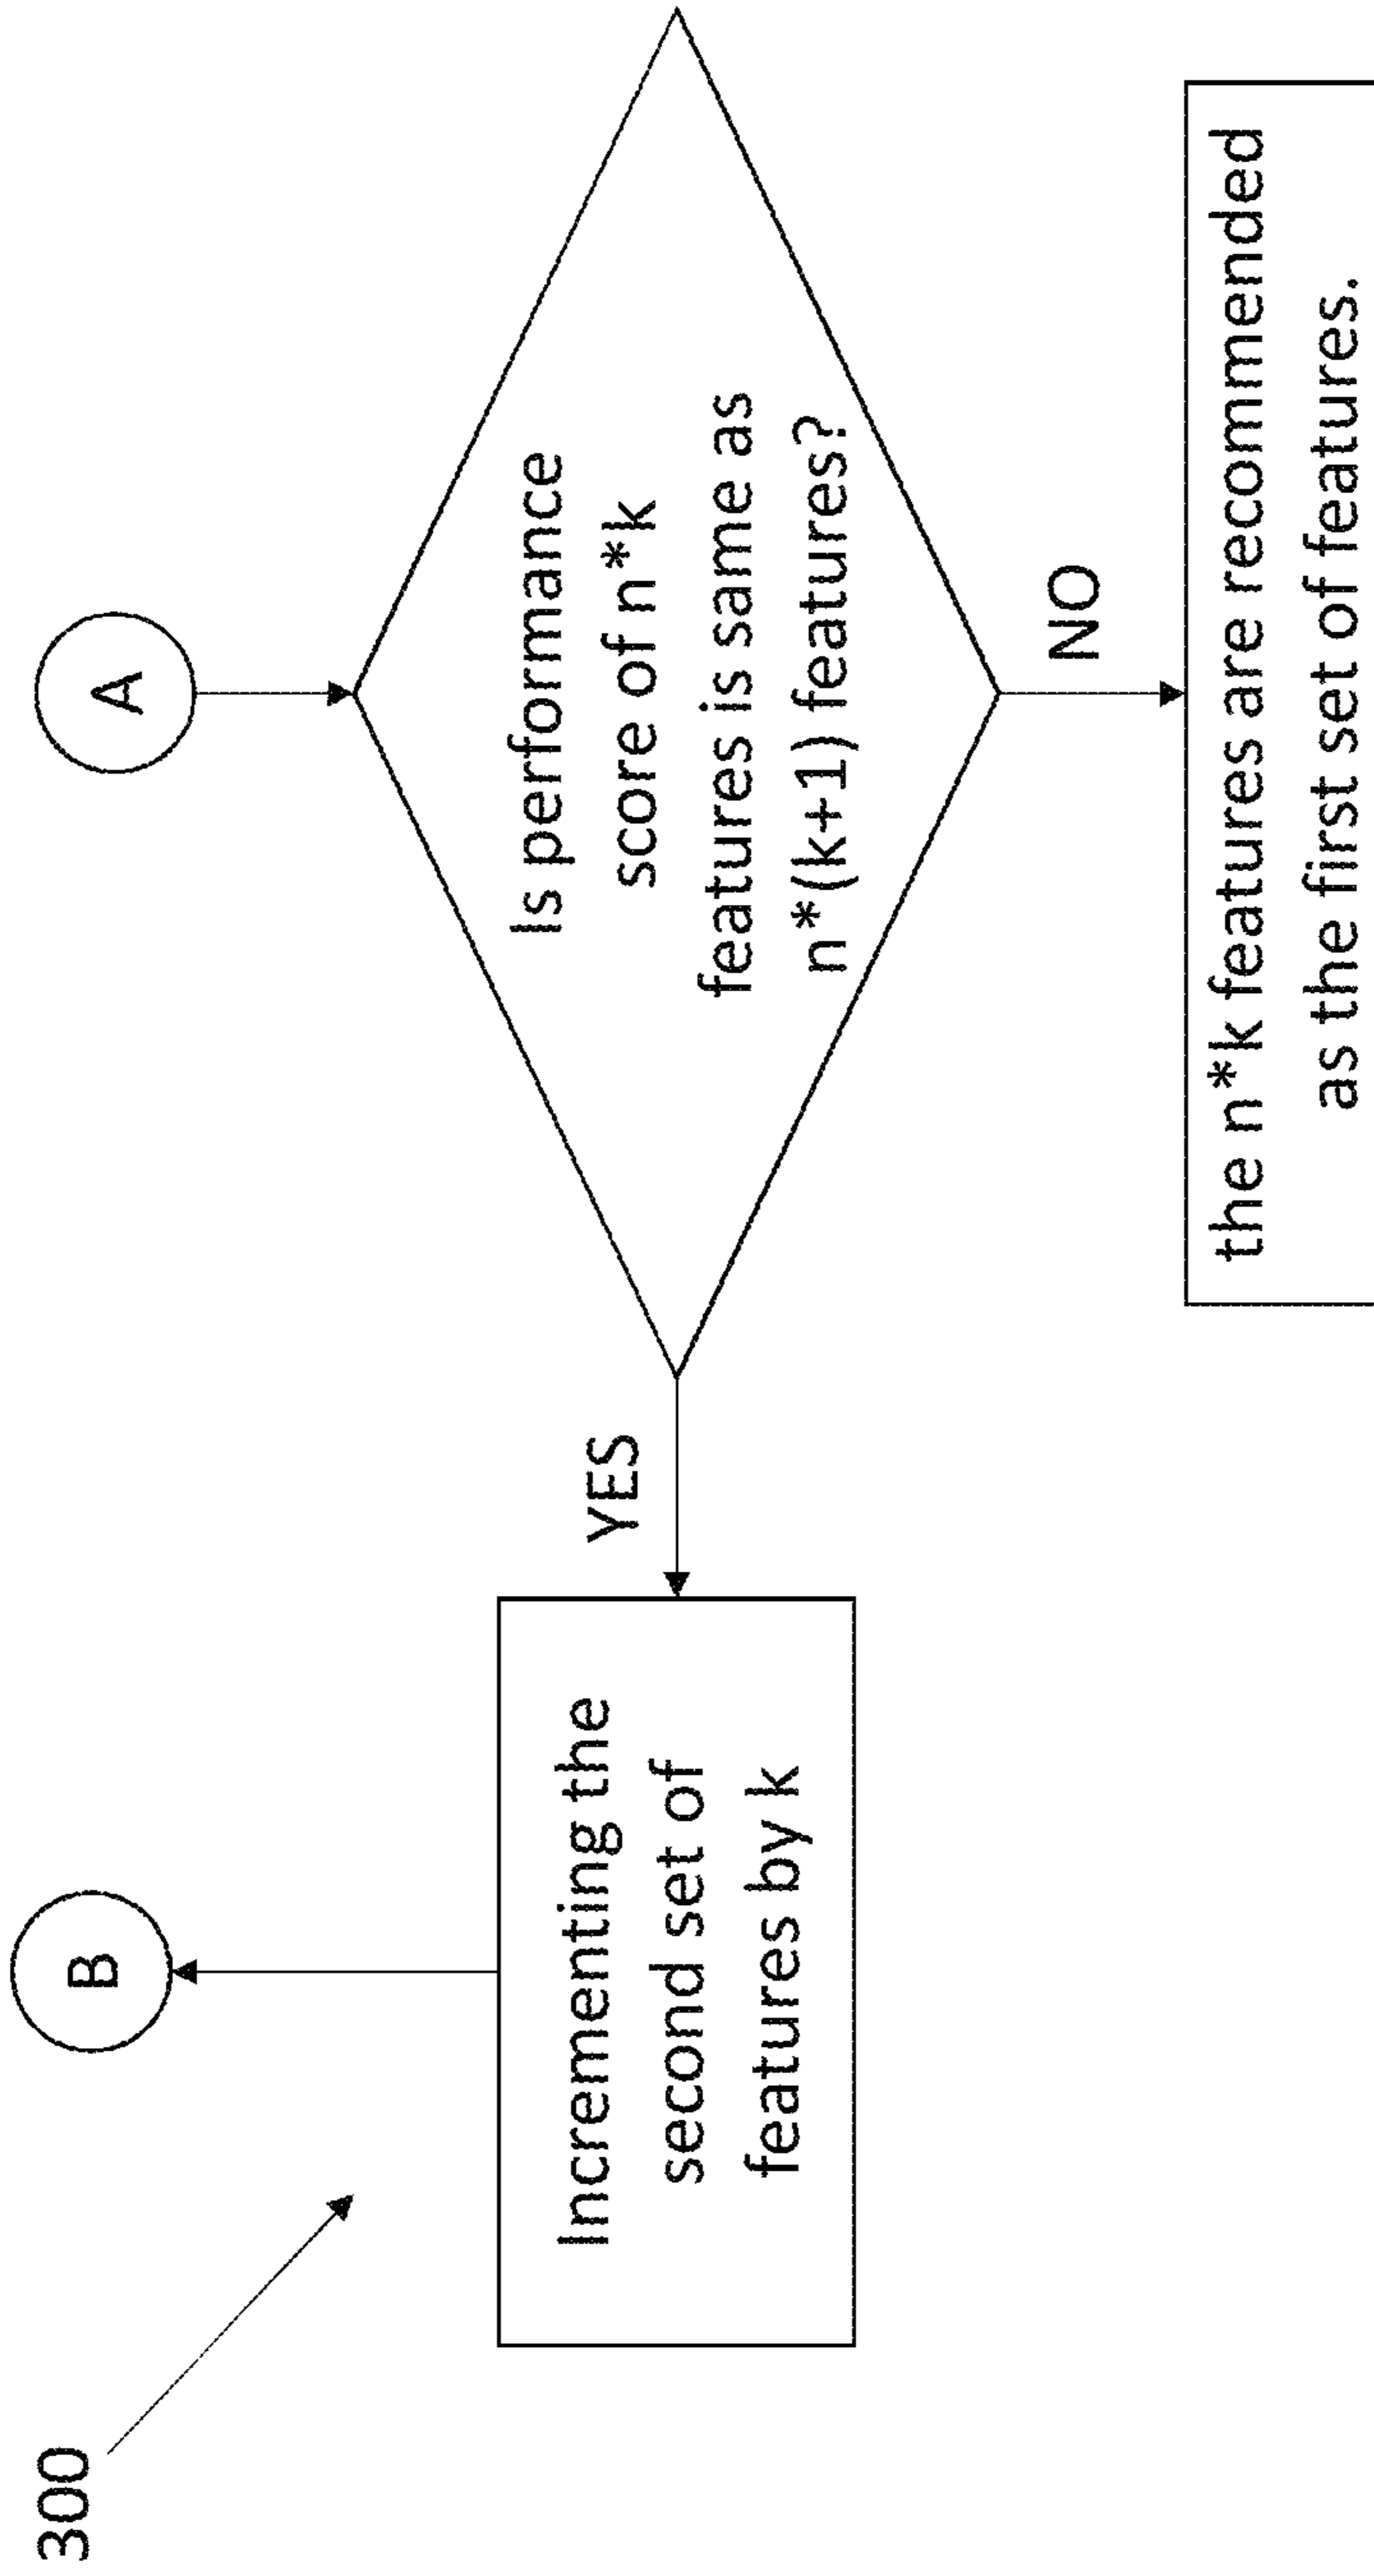 300
B
A
Incrementing the
second set of
features by k
YES
Is performance
score of n*k
features is same as
n*(k+1) features?
NO
the n*k features are recommended
as the first set of features.